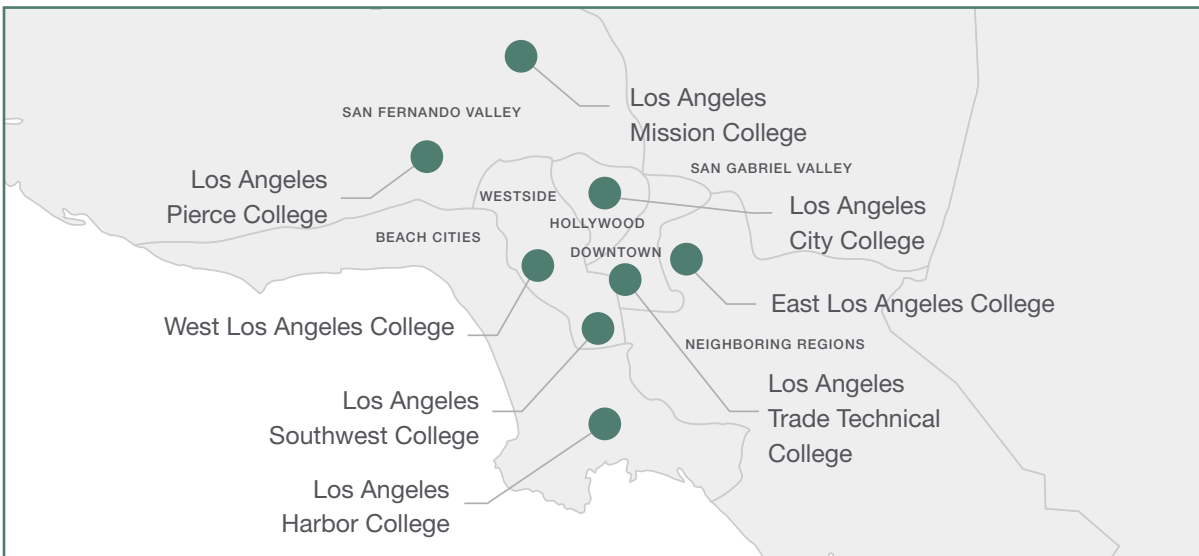 Los Angeles
Mission College
SAN FERNANDO VALLEY
SAN GABRIEL VALLEY
Los Angeles
Pierce College
WESTSIDE
Los Angeles
City College
HOLLYWOOD
BEACH CITIES
DOWNTOWN
East Los Angeles College
West Los Angeles College
NEIGHBORING REGIONS
Los Angeles
Trade Technical
College
Los Angeles
Southwest College
Los Angeles
Harbor College